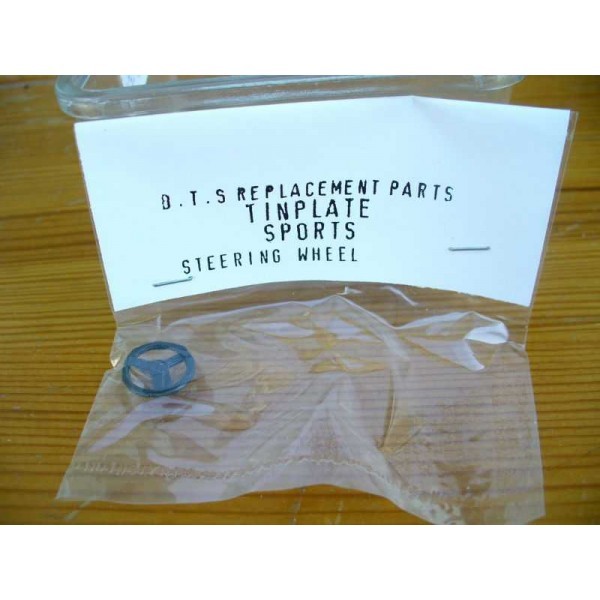 D.T.S REPLACEMENT PARTS
TINPLATE
SPORTS
STEERING WHEEL